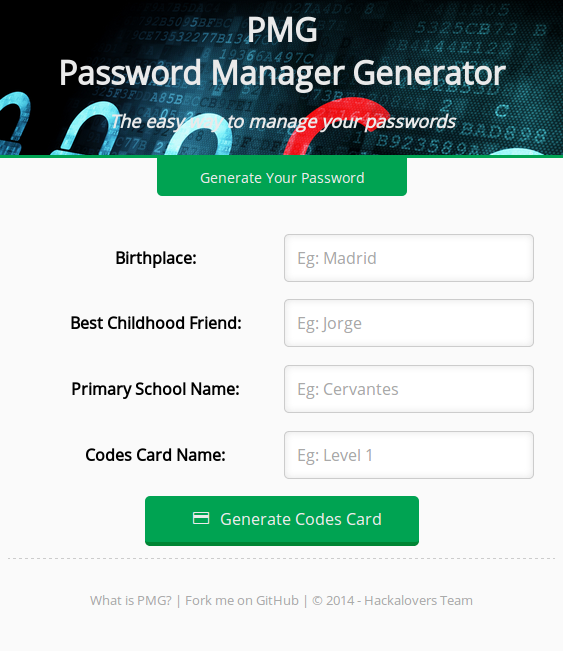 PMG
Password Manager Generator
The easy way to manage your passwords
Generate Your Password
Birthplace:
Eg: Madrid
Best Childhood Friend:
Eg: Jorge
Primary School Name:
Eg: Cervantes
Codes Card Name:
Eg: Level 1
Generate Codes Card
What is PMG? | Fork me on GitHub | © 2014 - Hackalovers Team